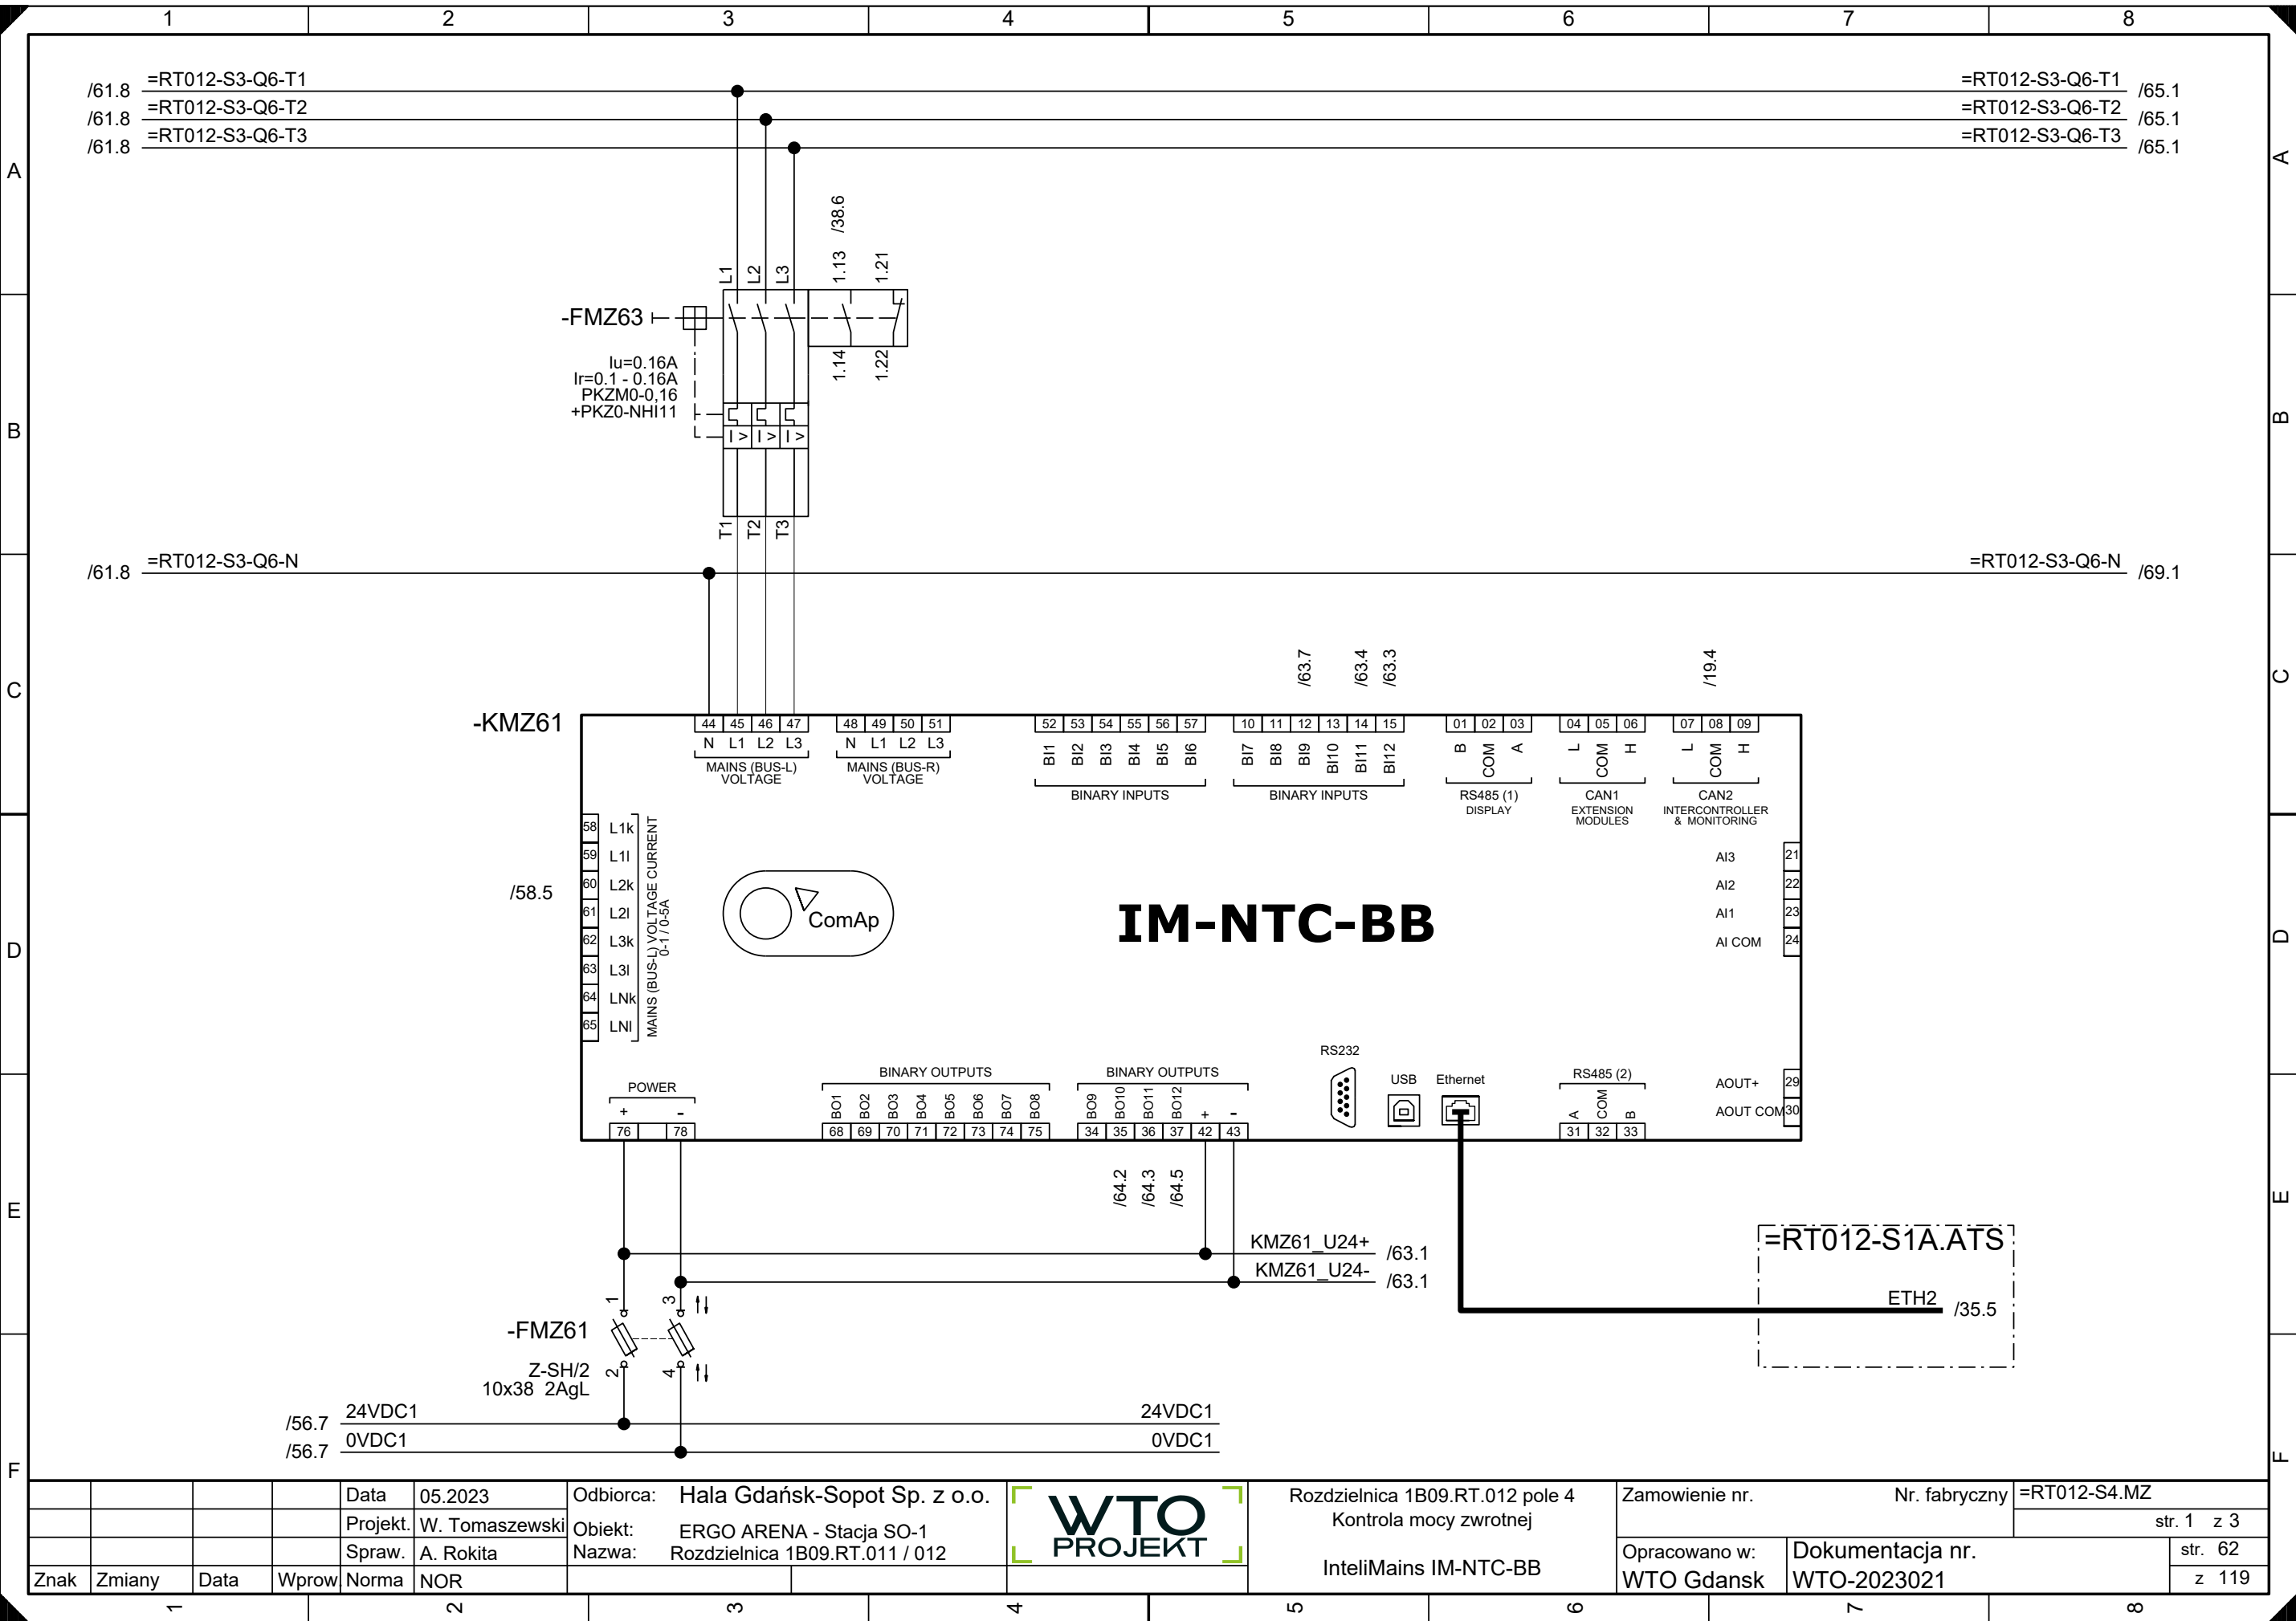 1 2 3 4 5 6 7 8
/61.8 =RT012-S3-Q6-T1 =RT012-S3-Q6-T1 /65.1
/61.8 =RT012-S3-Q6-T2 =RT012-S3-Q6-T2 /65.1
/61.8 =RT012-S3-Q6-T3 =RT012-S3-Q6-T3 /65.1
A A
/38.6
L1 L2 L3 1.13 1.21
-FMZ63
1.14 1.22
Iu=0.16A
Ir=0.1 - 0.16A
PKZM0-0,16
+PKZ0-NHI11
I > I > I >
B B
T1 T2 T3
/61.8 =RT012-S3-Q6-N =RT012-S3-Q6-N /69.1
/63.7 /63.4 /63.3 /19.4
C C
-KMZ61
44 45 46 47 48 49 50 51 52 53 54 55 56 57 10 11 12 13 14 15 01 02 03 04 05 06 07 08 09
N L1 L2 L3 N L1 L2 L3 BI1 BI2 BI3 BI4 BI5 BI6 BI7 BI8 BI9 BI10 BI11 BI12 B COM A L COM H L COM H
MAINS (BUS-L) VOLTAGE
MAINS (BUS-R) VOLTAGE
BINARY INPUTS
BINARY INPUTS
RS485 (1)
DISPLAY
CAN1
EXTENSION
MODULES
CAN2
INTERCONTROLLER
& MONITORING
58 L1k
59 L1l
60 L2k
61 L2l
62 L3k
63 L3l
64 LNk
65 LNl
MAINS (BUS-L) VOLTAGE CURRENT
0-1 / 0-5A
/58.5
ComAp
IM-NTC-BB
AI3 21
AI2 22
AI1 23
AI COM 24
D D
POWER
+ -
76 78
BINARY OUTPUTS
BO1 BO2 BO3 BO4 BO5 BO6 BO7 BO8
68 69 70 71 72 73 74 75
BINARY OUTPUTS
BO9 BO10 BO11 BO12 + -
34 35 36 37 42 43
RS232
USB
Ethernet
RS485 (2)
A COM B
31 32 33
AOUT+ 29
AOUT COM 30
/64.2 /64.3 /64.5
E E
KMZ61_U24+ /63.1
KMZ61_U24- /63.1
=RT012-S1A.ATS
ETH2 /35.5
1 3
-FMZ61
2 4
Z-SH/2
10x38 2AgL
/56.7 24VDC1 24VDC1
/56.7 0VDC1 0VDC1
F F
Data 05.2023
Projekt. W. Tomaszewski
Spraw. A. Rokita
Znak Zmiany Data Wprow. Norma NOR
Odbiorca: Hala Gdańsk-Sopot Sp. z o.o.
Obiekt: ERGO ARENA - Stacja SO-1
Nazwa: Rozdzielnica 1B09.RT.011 / 012
WTO
PROJEKT
Rozdzielnica 1B09.RT.012 pole 4
Kontrola mocy zwrotnej
InteliMains IM-NTC-BB
Zamowienie nr. Nr. fabryczny =RT012-S4.MZ
str. 1 z 3
Opracowano w: Dokumentacja nr. str. 62
WTO Gdansk WTO-2023021 z 119
1 2 3 4 5 6 7 8